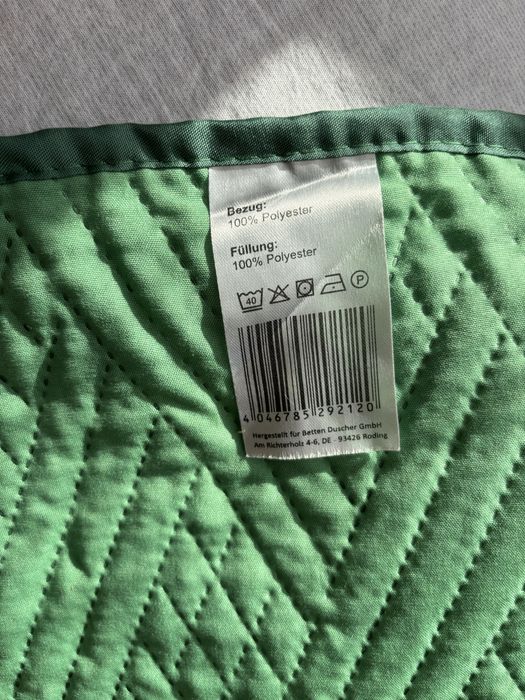 Bezug:
100% Polyester
Füllung:
100% Polyester
40 P
4 046785 292120
Hergestellt für Betten Duscher GmbH
Am Richterholz 4-6, DE - 93426 Roding